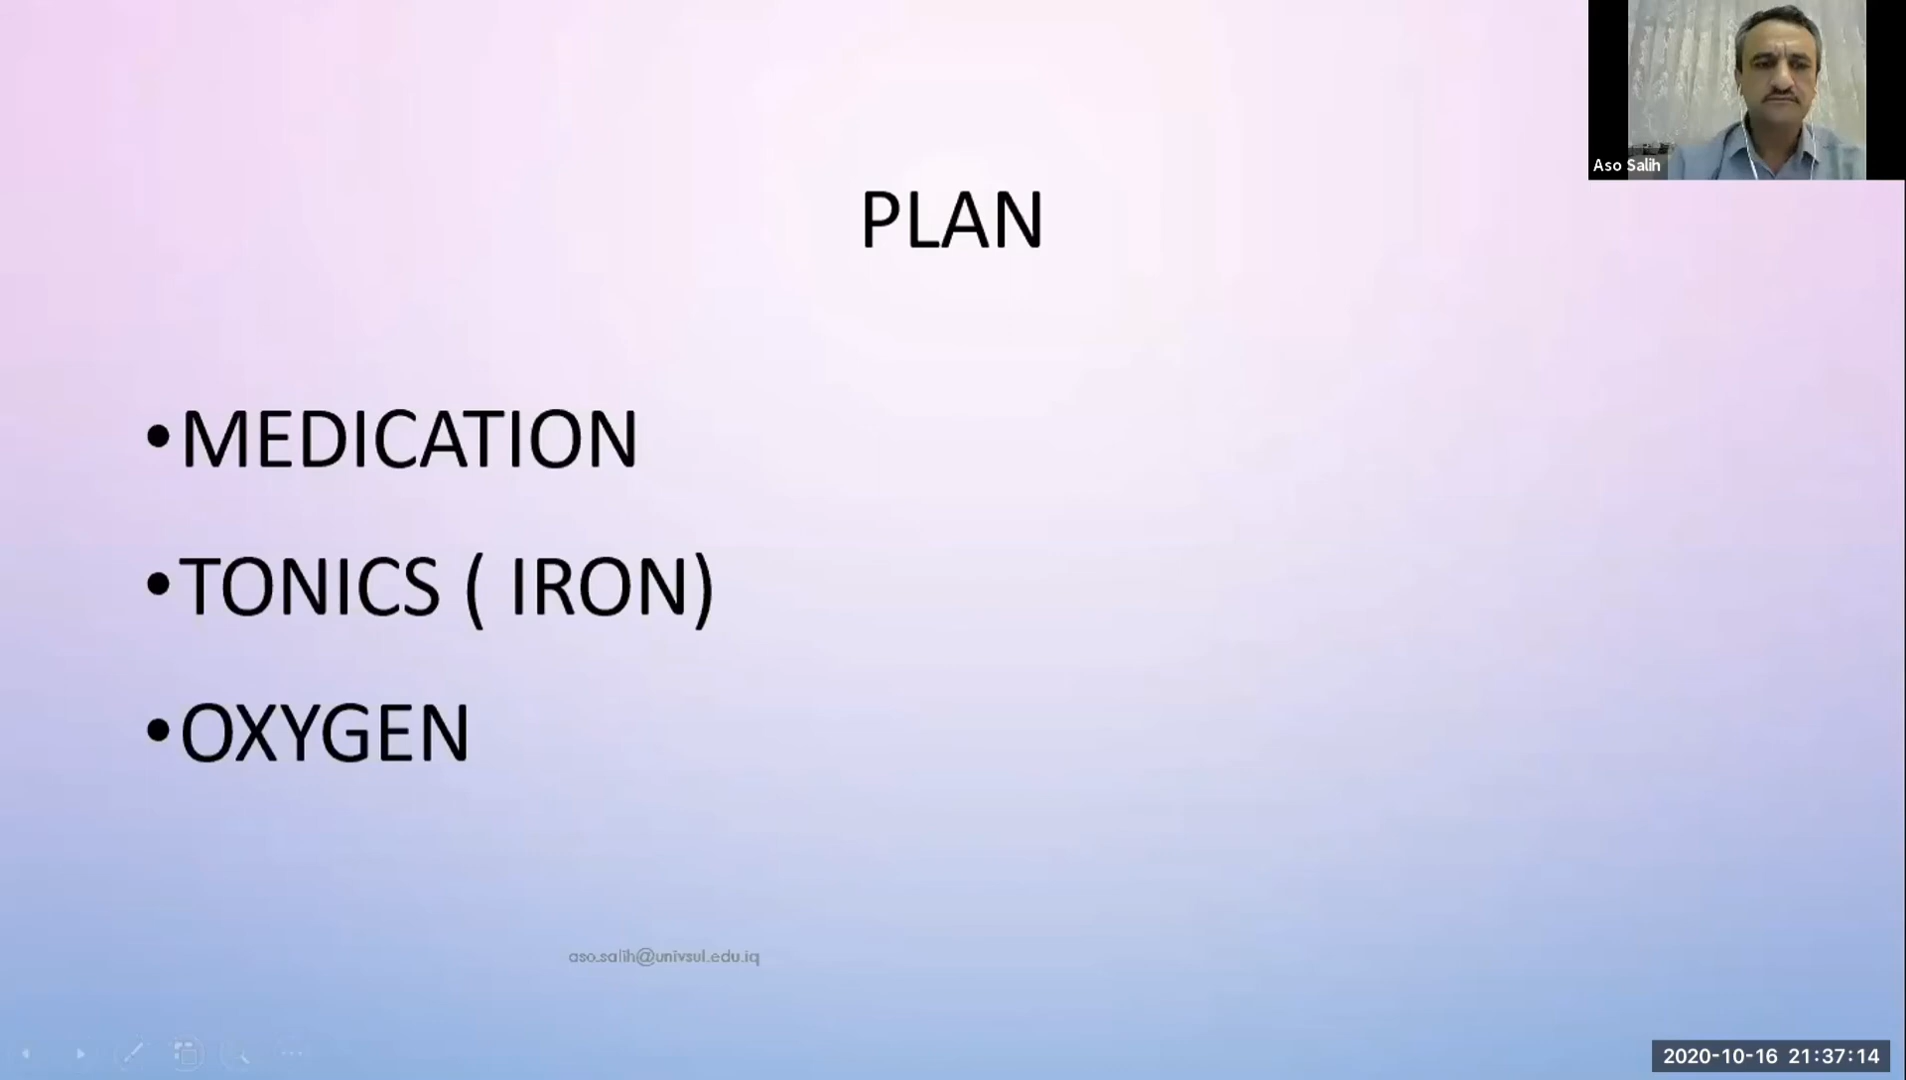 Aso Salih
PLAN
•MEDICATION
•TONICS ( IRON)
•OXYGEN
aso.salih@univsul.edu.iq
2020-10-16 21:37:14